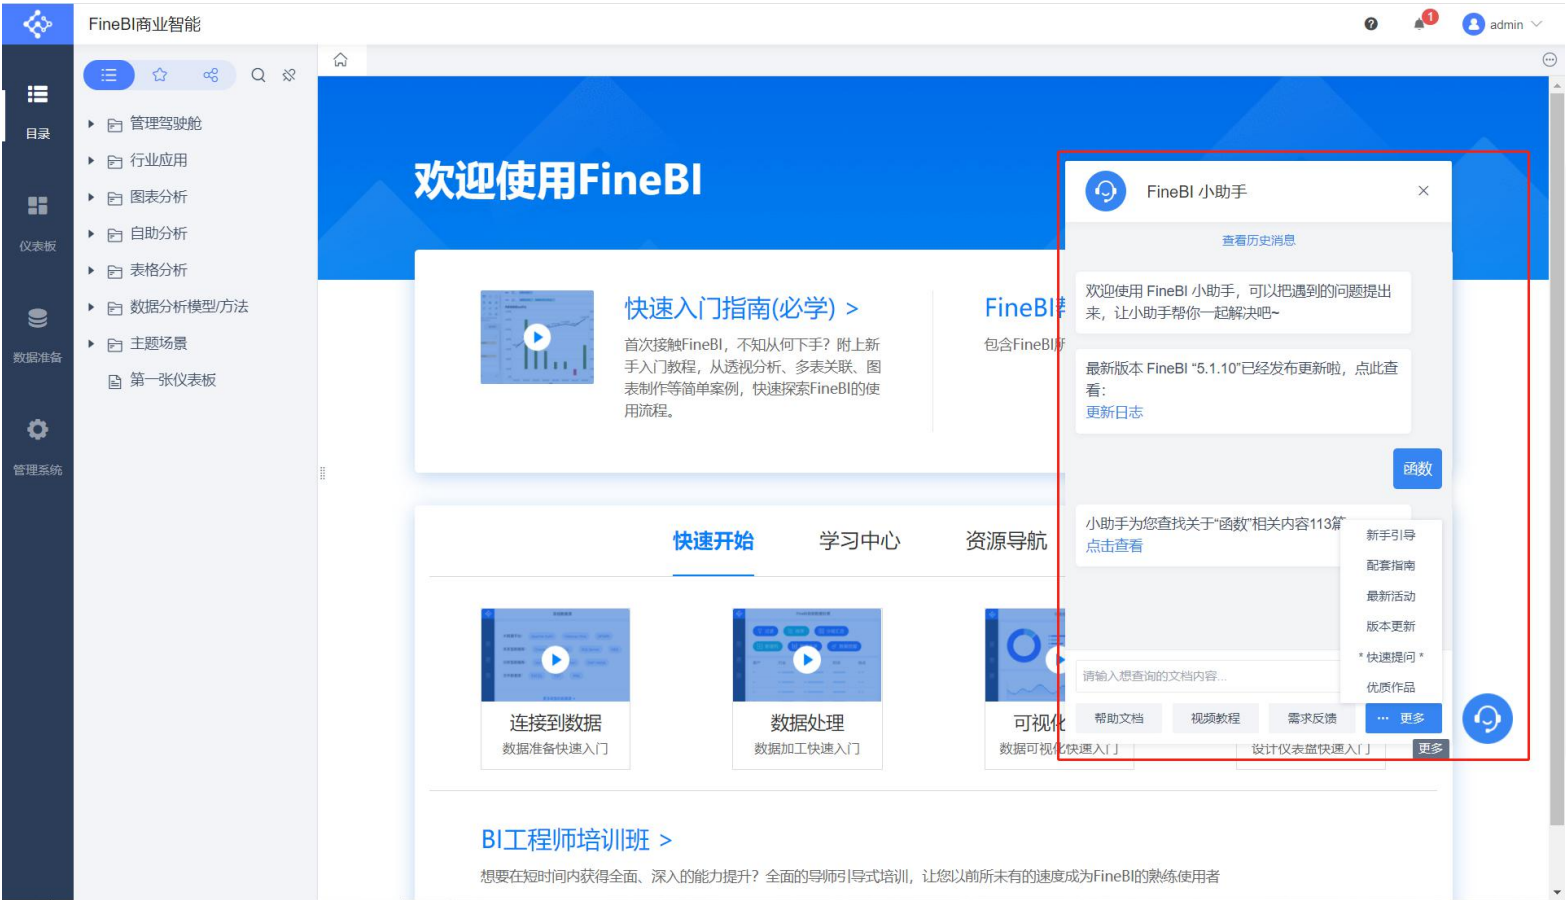 FineBI商业智能
1
admin
目录
仪表板
数据准备
管理系统
管理驾驶舱
行业应用
图表分析
自助分析
表格分析
数据分析模型/方法
主题场景
第一张仪表板
欢迎使用FineBI
快速入门指南(必学) >
首次接触FineBI，不知从何下手？附上新
手入门教程，从透视分析、多表关联、图
表制作等简单案例，快速探索FineBI的使
用流程。
FineBI
包含FineBI所
快速开始
学习中心
资源导航
连接到数据
数据准备快速入门
数据处理
数据加工快速入门
可视化
数据可视化快速入门
设计仪表盘快速入门
BI工程师培训班 >
想要在短时间内获得全面、深入的能力提升？全面的导师引导式培训，让您以前所未有的速度成为FineBI的熟练使用者
FineBI 小助手
查看历史消息
欢迎使用 FineBI 小助手，可以把遇到的问题提出
来，让小助手帮你一起解决吧~
最新版本 FineBI “5.1.10”已经发布更新啦，点此查
看：
更新日志
函数
小助手为您查找关于“函数”相关内容113篇
点击查看
新手引导
配套指南
最新活动
版本更新
* 快速提问 *
优质作品
请输入想查询的文档内容...
帮助文档
视频教程
需求反馈
··· 更多
更多